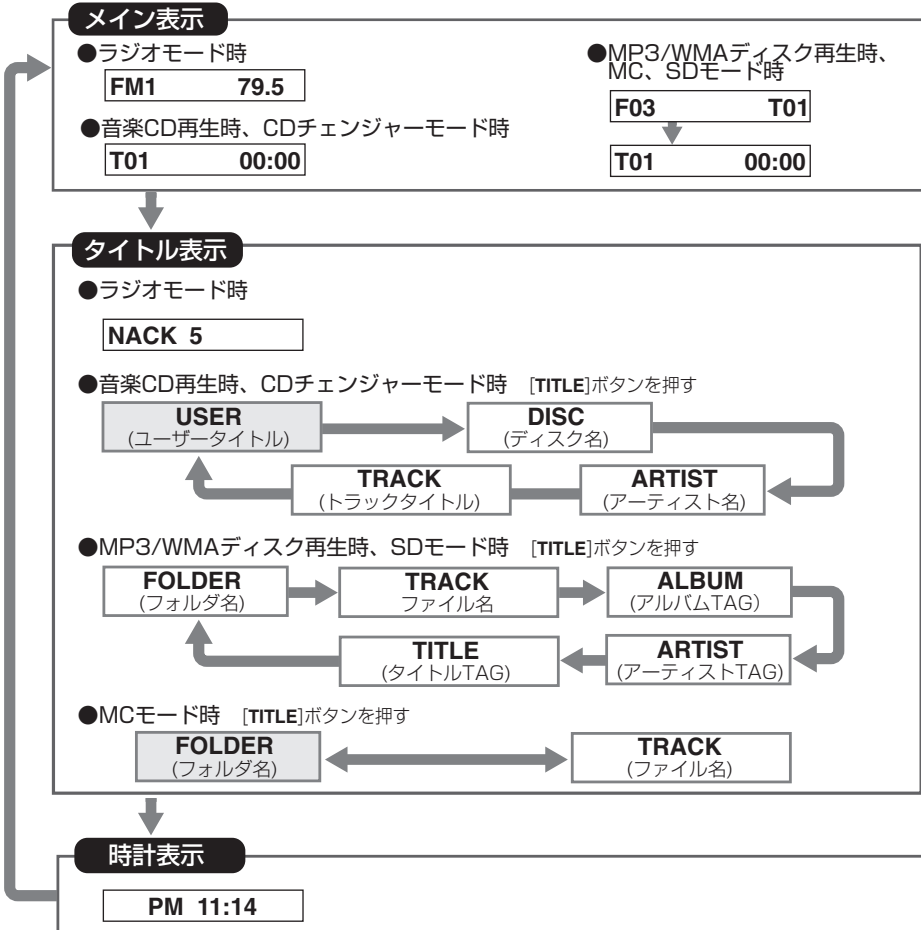 メイン表示
●ラジオモード時
FM1 79.5
●音楽CD再生時、CDチェンジャーモード時
T01 00:00
●MP3/WMAディスク再生時、
MC、SDモード時
F03 T01
T01 00:00
タイトル表示
●ラジオモード時
NACK 5
●音楽CD再生時、CDチェンジャーモード時 [TITLE]ボタンを押す
USER
(ユーザータイトル)
DISC
(ディスク名)
TRACK
(トラックタイトル)
ARTIST
(アーティスト名)
●MP3/WMAディスク再生時、SDモード時 [TITLE]ボタンを押す
FOLDER
(フォルダ名)
TRACK
ファイル名
ALBUM
(アルバムTAG)
TITLE
(タイトルTAG)
ARTIST
(アーティストTAG)
●MCモード時 [TITLE]ボタンを押す
FOLDER
(フォルダ名)
TRACK
(ファイル名)
時計表示
PM 11:14